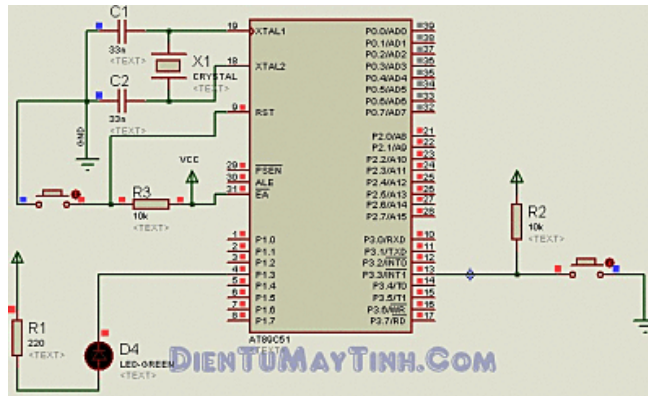 C1
33n
<TEXT>
X1
CRYSTAL
<TEXT>
C2
33n
<TEXT>
GND
VCC
R3
10k
<TEXT>
R1
220
<TEXT>
D4
LED-GREEN
<TEXT>
19 XTAL1
18 XTAL2
9 RST
29 PSEN
30 ALE
31 EA
1 P1.0
2 P1.1
3 P1.2
4 P1.3
5 P1.4
6 P1.5
7 P1.6
8 P1.7
P0.0/AD0 39
P0.1/AD1 38
P0.2/AD2 37
P0.3/AD3 36
P0.4/AD4 35
P0.5/AD5 34
P0.6/AD6 33
P0.7/AD7 32
P2.0/A8 21
P2.1/A9 22
P2.2/A10 23
P2.3/A11 24
P2.4/A12 25
P2.5/A13 26
P2.6/A14 27
P2.7/A15 28
P3.0/RXD 10
P3.1/TXD 11
P3.2/INT0 12
P3.3/INT1 13
P3.4/T0 14
P3.5/T1 15
P3.6/WR 16
P3.7/RD 17
AT89C51
<TEXT>
R2
10k
<TEXT>
DIENTUMAYTINH.COM